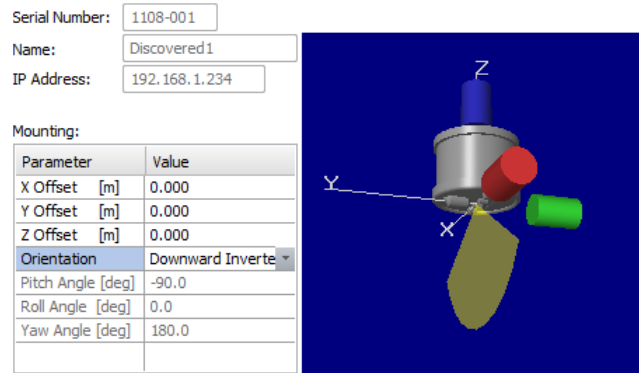 Serial Number: 1108-001
Name: Discovered1
IP Address: 192.168.1.234
Mounting:
Parameter Value
X Offset [m] 0.000
Y Offset [m] 0.000
Z Offset [m] 0.000
Orientation Downward Inverte
Pitch Angle [deg] -90.0
Roll Angle [deg] 0.0
Yaw Angle [deg] 180.0
Z
Y
X